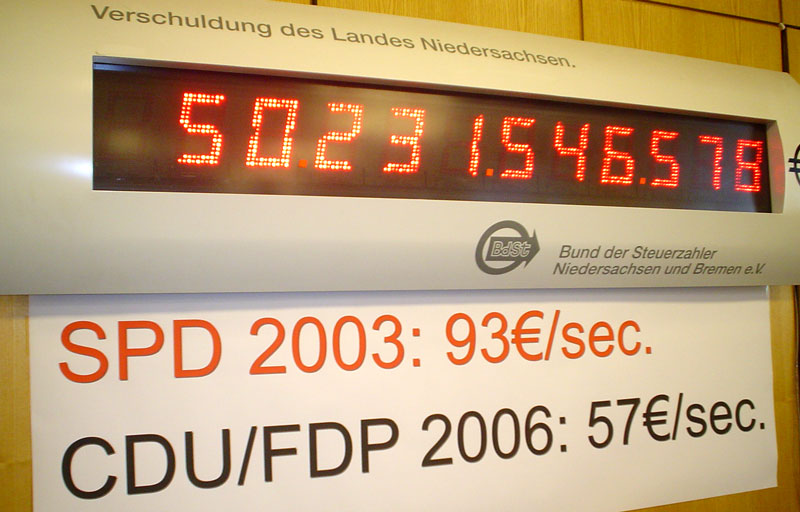 Verschuldung des Landes Niedersachsen.
50.231.546.578 €
BdSt
Bund der Steuerzahler
Niedersachsen und Bremen e.V.
SPD 2003: 93€/sec.
CDU/FDP 2006: 57€/sec.